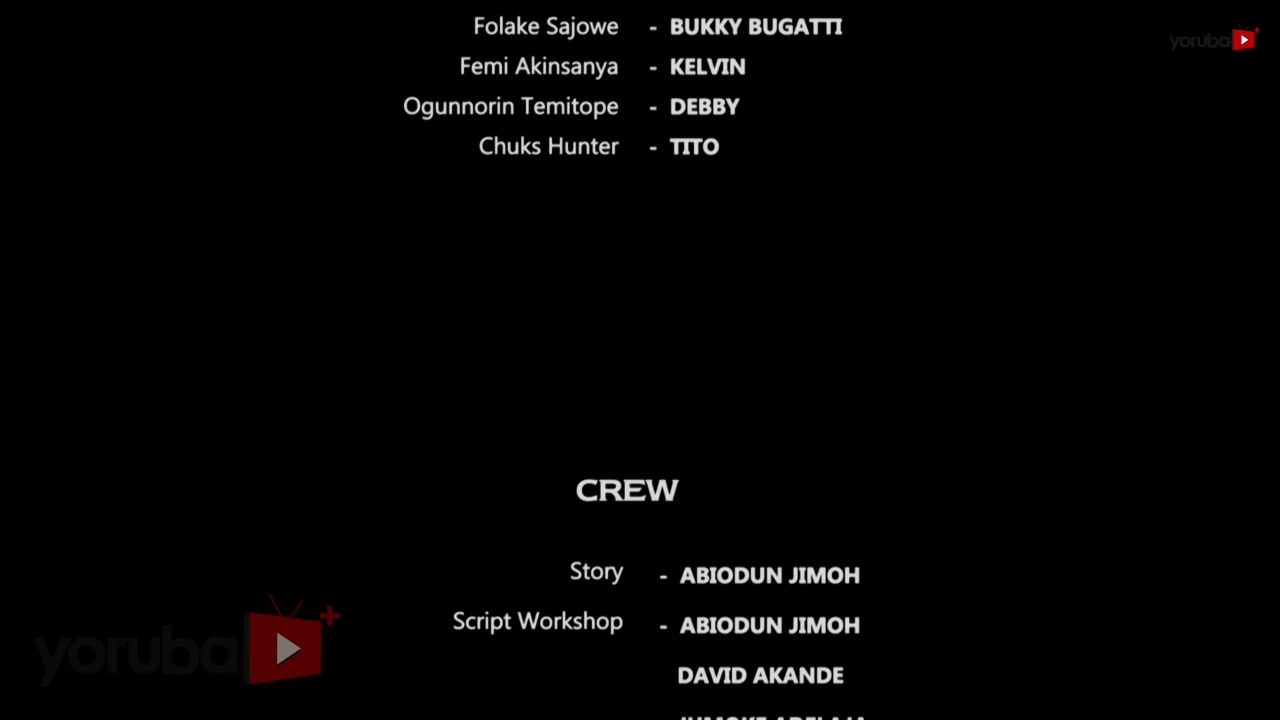 Folake Sajowe - BUKKY BUGATTI
yoruba
Femi Akinsanya - KELVIN
Ogunnorin Temitope - DEBBY
Chuks Hunter - TITO
CREW
Story - ABIODUN JIMOH
Script Workshop - ABIODUN JIMOH
yoruba+
DAVID AKANDE